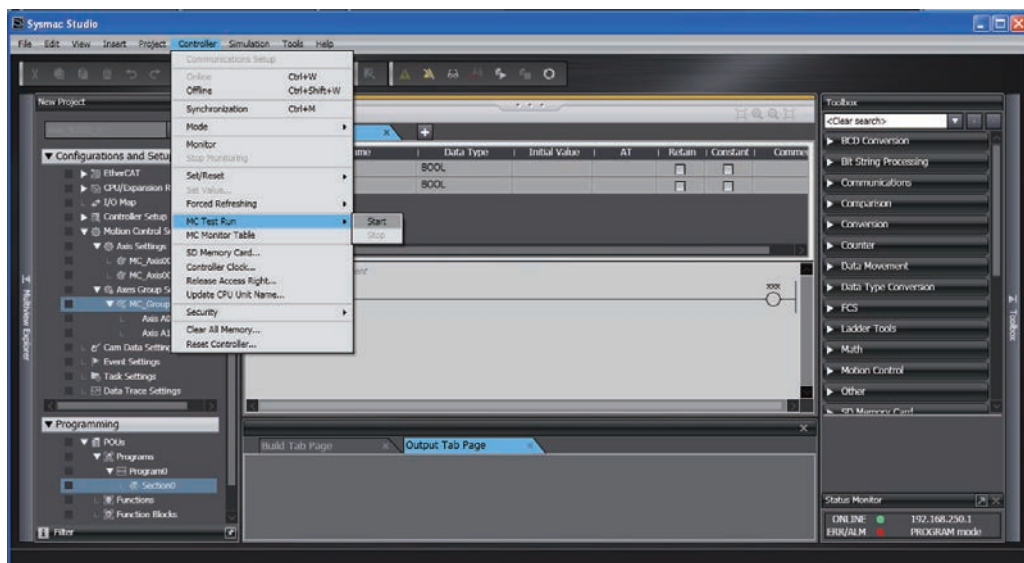 Sysmac Studio
File Edit View Insert Project Controller Simulation Tools Help
Communications Setup
Online Ctrl+W
Offline Ctrl+Shift+W
Synchronization Ctrl+M
Mode
Monitor
Stop Monitoring
Set/Reset
Set Value...
Forced Refreshing
MC Test Run
MC Monitor Table
SD Memory Card...
Controller Clock...
Release Access Right...
Update CPU Unit Name...
Security
Clear All Memory...
Reset Controller...
Start
Stop
New Project
Configurations and Setu
EtherCAT
CPU/Expansion R
I/O Map
Controller Setup
Motion Control S
Axis Settings
MC_Axis0
MC_Axis0
Axes Group S
MC_Group
Axis A0
Axis A1
Cam Data Settin
Event Settings
Task Settings
Data Trace Settings
Programming
POUs
Programs
Program0
Section0
Functions
Function Blocks
Filter
Multiview Explorer
me Data Type Initial Value AT Retain Constant Comme
BOOL
BOOL
xxx
Build Tab Page
Output Tab Page
Toolbox
<Clear search>
BCD Conversion
Bit String Processing
Communications
Comparison
Conversion
Counter
Data Movement
Data Type Conversion
FCS
Ladder Tools
Math
Motion Control
Other
SD Memory Card
Toolbox
Status Monitor
ONLINE 192.168.250.1
ERR/ALM PROGRAM mode